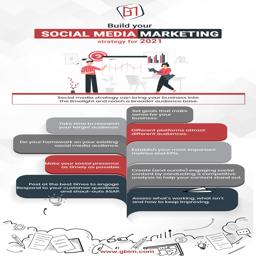 Build your
SOCIAL MEDIA MARKETING
strategy for 2021
Social media strategy can bring your business into
the limelight and reach a broader audience base.
Set goals that make
sense for your
business.
Take time to research
your target audience.
Different platforms attract
different audiences.
Do your homework on your existing
social media audience.
Establish your most important
metrics and KPIs.
Make your social presence
as timely as possible.
Create (and curate) engaging social
content by conducting a competitive
analysis to help your content stand out.
Post at the best times to engage
Respond to your customer questions
and shout-outs ASAP.
Assess what's working, what isn't
and how to keep improving.
www.gbim.com